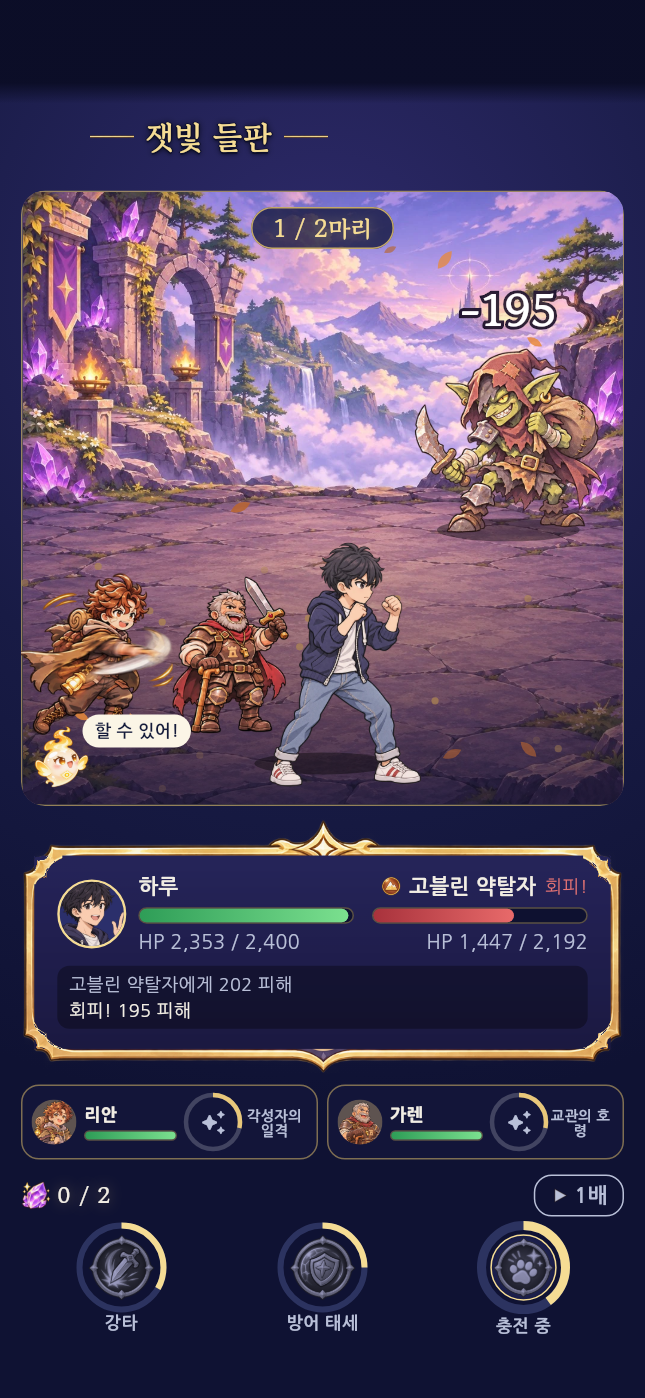 잿빛 들판
1 / 2마리
-195
할 수 있어!
하루
고블린 약탈자 회피!
HP 2,353 / 2,400
HP 1,447 / 2,192
고블린 약탈자에게 202 피해
회피! 195 피해
리안
각성자의
일격
가렌
교관의 호
령
0 / 2
1배
강타
방어 태세
충전 중